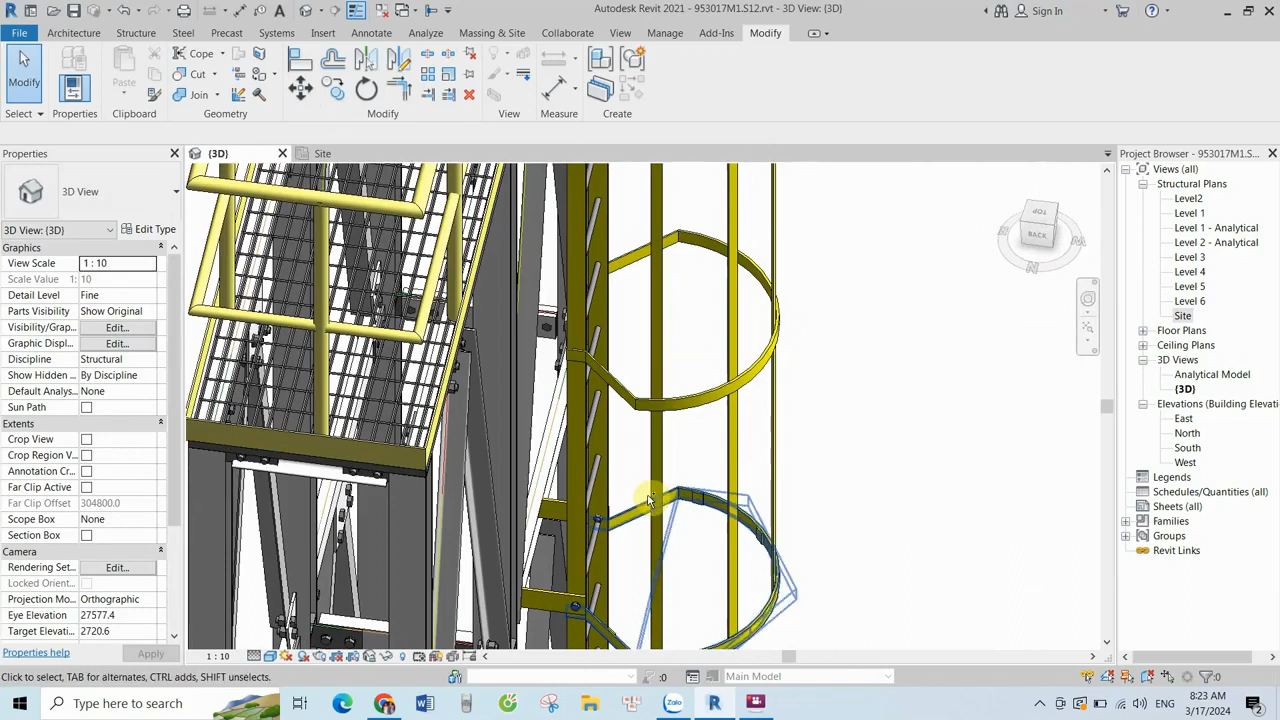 Autodesk Revit 2021 - 953017M1.S12.rvt - 3D View: {3D}
Sign In
File Architecture Structure Steel Precast Systems Insert Annotate Analyze Massing & Site Collaborate View Manage Add-Ins Modify
Modify
Paste
Cope
Cut
Join
Select Properties Clipboard Geometry Modify View Measure Create
Properties
{3D}
Site
Project Browser - 953017M1.S...
3D View
3D View: {3D}
Edit Type
Graphics
View Scale 1 : 10
Scale Value 1: 10
Detail Level Fine
Parts Visibility Show Original
Visibility/Grap... Edit...
Graphic Displ... Edit...
Discipline Structural
Show Hidden ... By Discipline
Default Analys... None
Sun Path
Extents
Crop View
Crop Region V...
Annotation Cr...
Far Clip Active
Far Clip Offset 304800.0
Scope Box None
Section Box
Camera
Rendering Set... Edit...
Locked Orient...
Projection Mo... Orthographic
Eye Elevation 27577.4
Target Elevati... 2720.6
Properties help
Apply
TOP
BACK
N
Views (all)
Structural Plans
Level2
Level 1
Level 1 - Analytical
Level 2 - Analytical
Level 3
Level 4
Level 5
Level 6
Site
Floor Plans
Ceiling Plans
3D Views
Analytical Model
{3D}
Elevations (Building Elevati
East
North
South
West
Legends
Schedules/Quantities (all)
Sheets (all)
Families
Groups
Revit Links
1 : 10
Click to select, TAB for alternates, CTRL adds, SHIFT unselects.
:0
Main Model
:0
Type here to search
Zalo
ENG
8:23 AM
3/17/2024
2